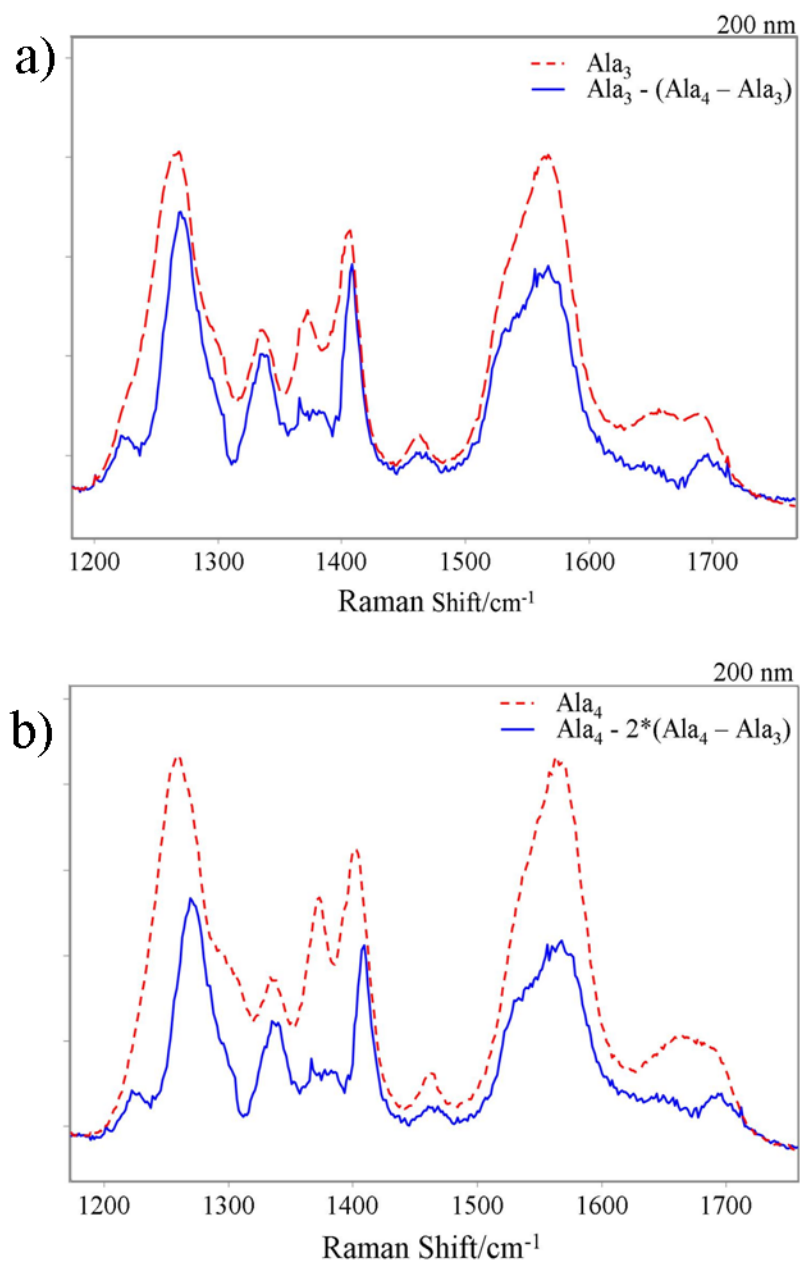 a)
200 nm
Ala₃
Ala₃ - (Ala₄ – Ala₃)
1200 1300 1400 1500 1600 1700
Raman Shift/cm⁻¹
b)
200 nm
Ala₄
Ala₄ - 2*(Ala₄ – Ala₃)
1200 1300 1400 1500 1600 1700
Raman Shift/cm⁻¹